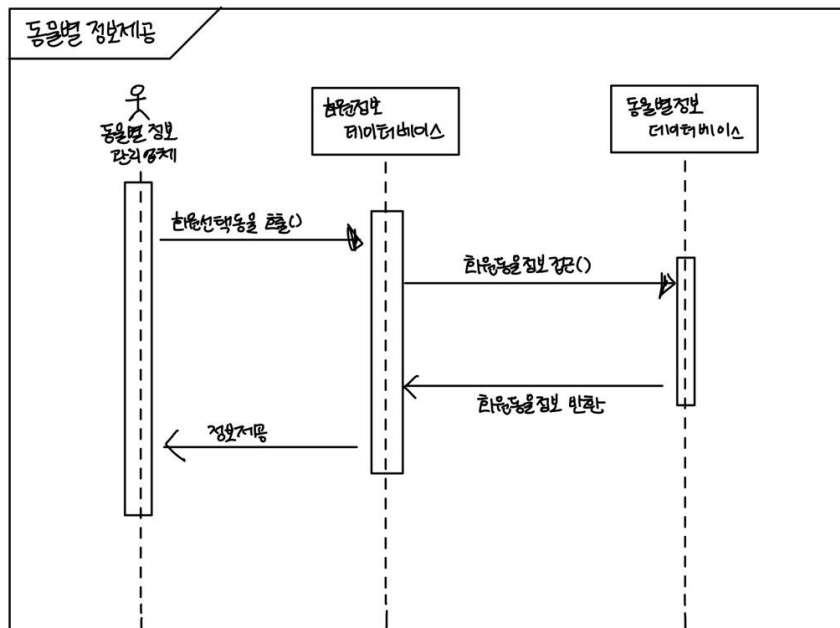 동물별 정보제공
동물별 정보
관리업체
회원정보
데이터베이스
동물별정보
데이터베이스
회원선택동물 호출()
회원동물정보 접근()
회원동물정보 반환
정보제공